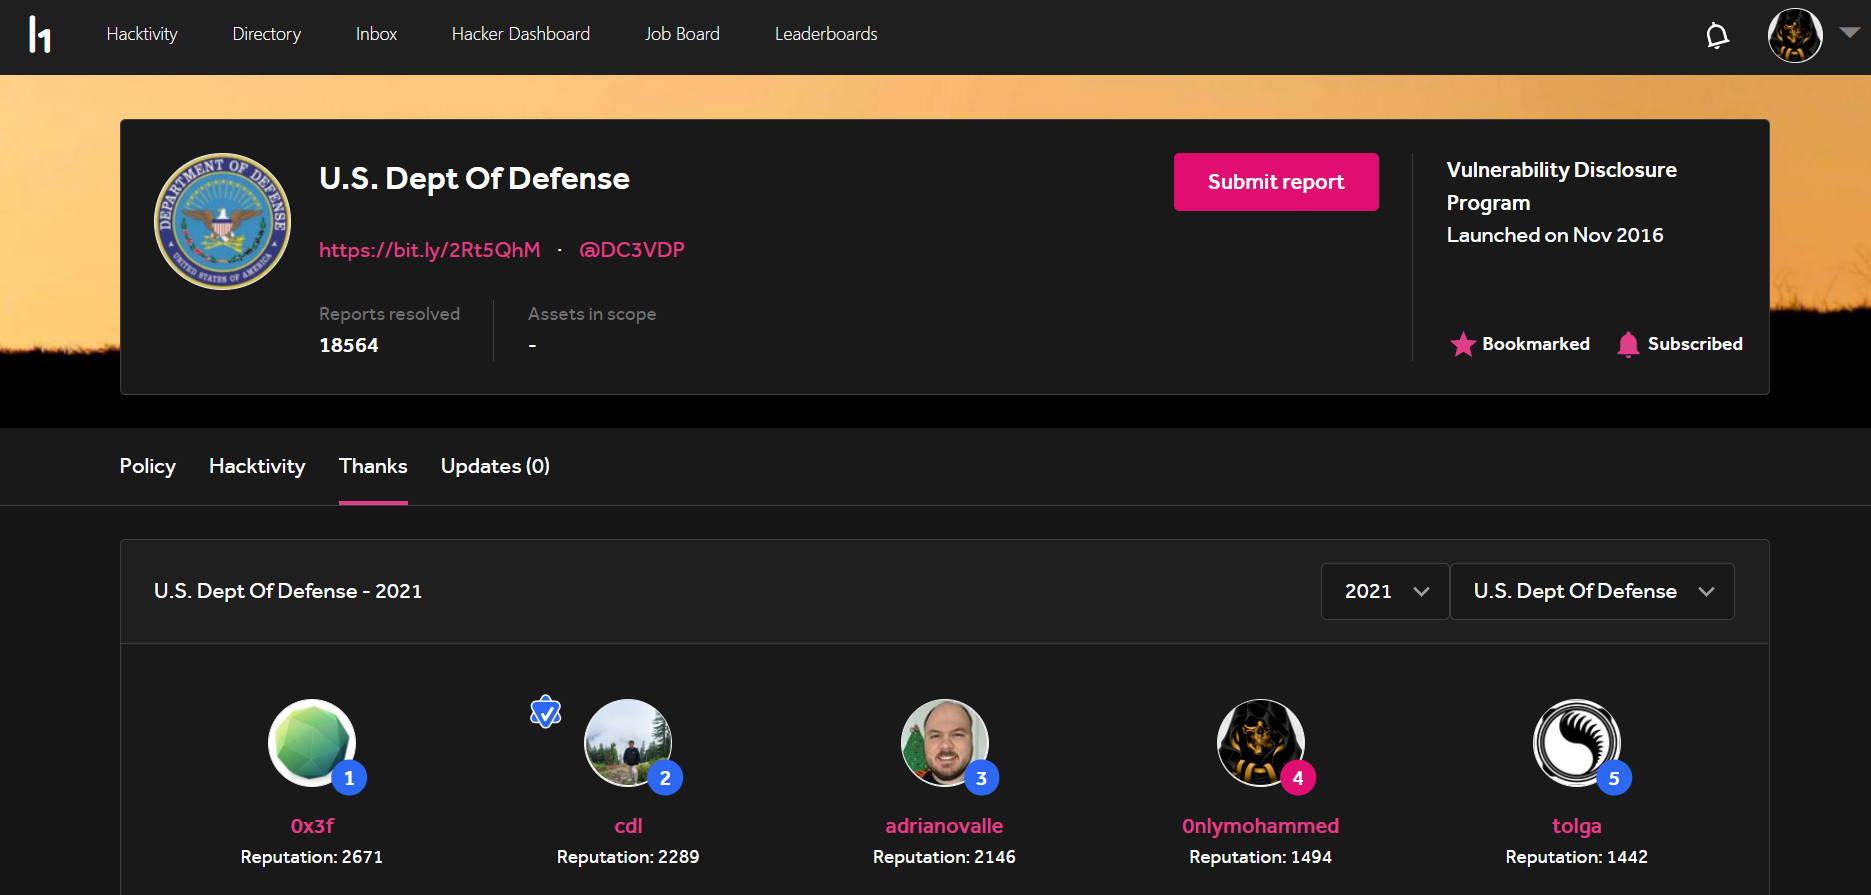 h1
Hacktivity
Directory
Inbox
Hacker Dashboard
Job Board
Leaderboards
DEPARTMENT OF DEFENSE
UNITED STATES OF AMERICA
U.S. Dept Of Defense
https://bit.ly/2Rt5QhM · @DC3VDP
Reports resolved
18564
Assets in scope
-
Submit report
Vulnerability Disclosure
Program
Launched on Nov 2016
Bookmarked
Subscribed
Policy
Hacktivity
Thanks
Updates (0)
U.S. Dept Of Defense - 2021
2021
U.S. Dept Of Defense
1
0x3f
Reputation: 2671
2
cdl
Reputation: 2289
3
adrianovalle
Reputation: 2146
4
0nlymohammed
Reputation: 1494
5
tolga
Reputation: 1442